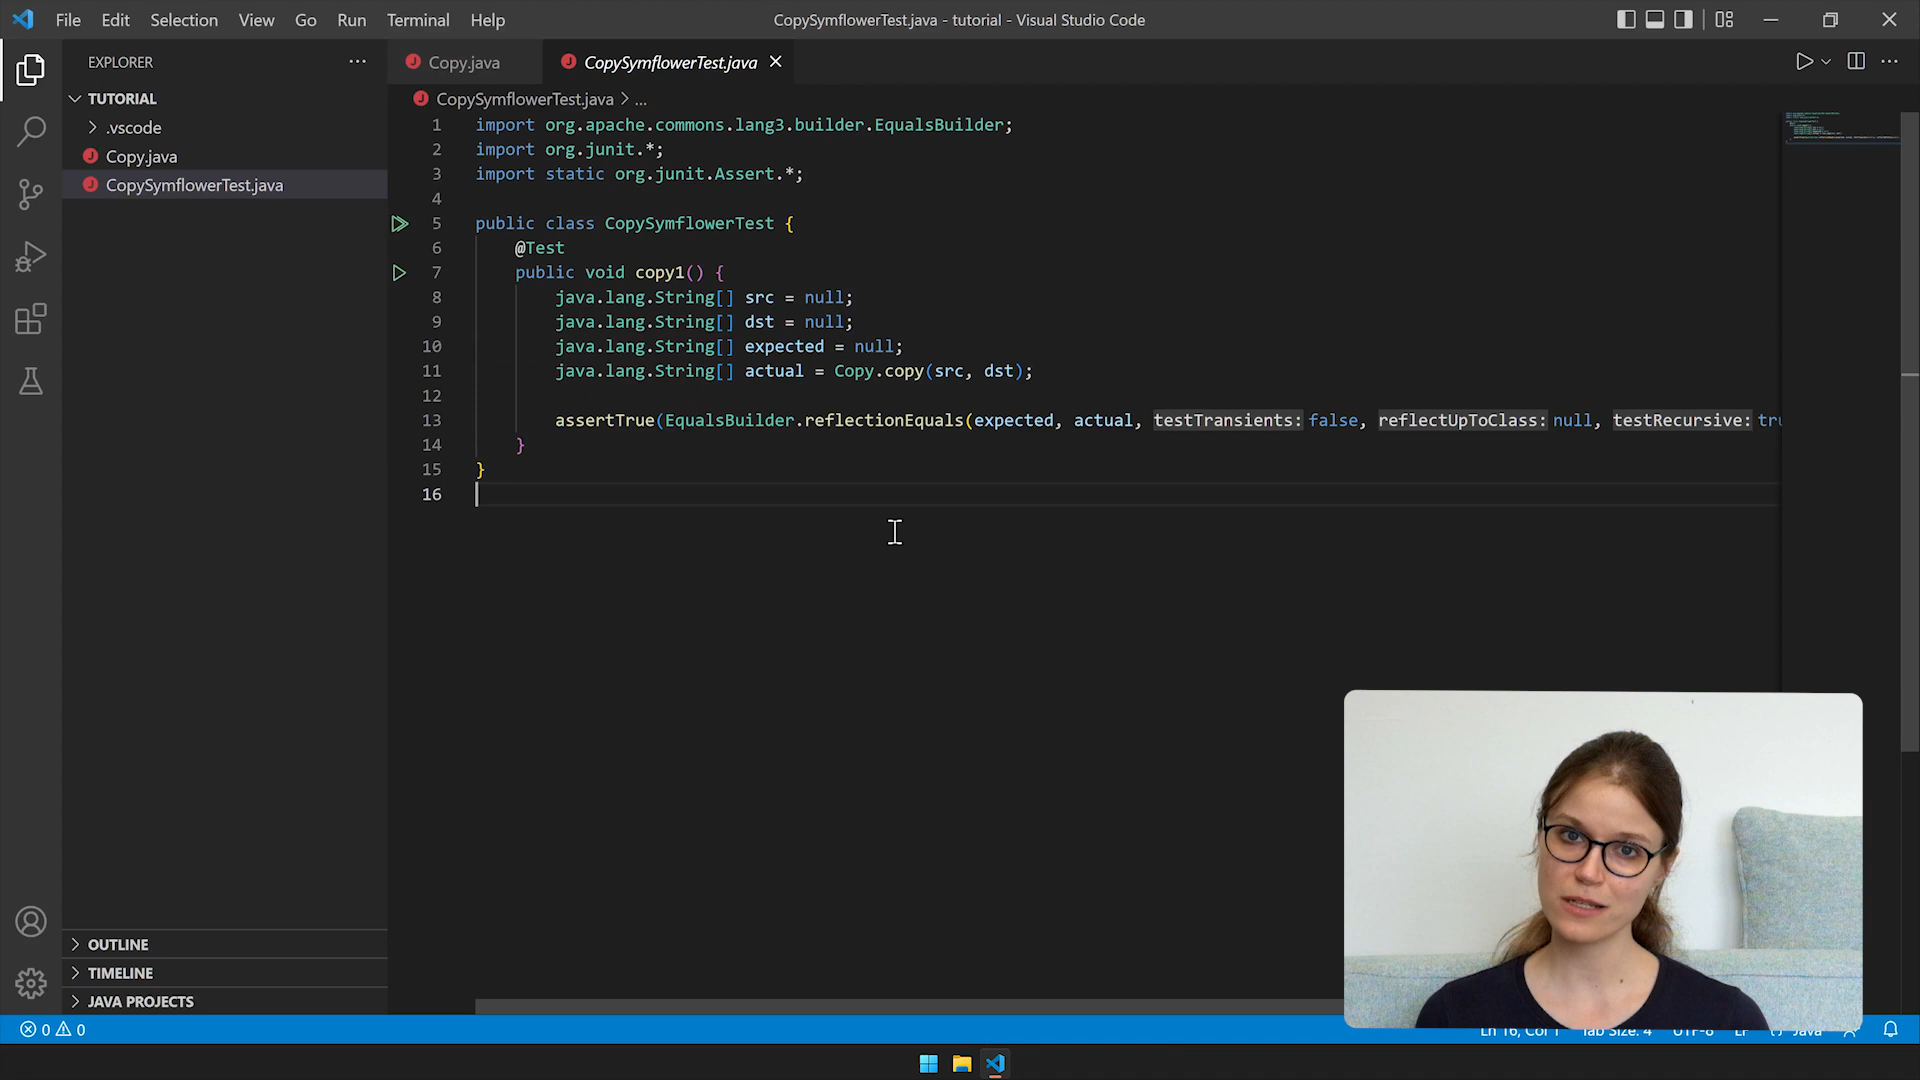 File Edit Selection View Go Run Terminal Help
CopySymflowerTest.java - tutorial - Visual Studio Code
EXPLORER
TUTORIAL
.vscode
Copy.java
CopySymflowerTest.java
OUTLINE
TIMELINE
JAVA PROJECTS
Copy.java
CopySymflowerTest.java
CopySymflowerTest.java > ...
1 import org.apache.commons.lang3.builder.EqualsBuilder;
2 import org.junit.*;
3 import static org.junit.Assert.*;
4
5 public class CopySymflowerTest {
6 @Test
7 public void copy1() {
8 java.lang.String[] src = null;
9 java.lang.String[] dst = null;
10 java.lang.String[] expected = null;
11 java.lang.String[] actual = Copy.copy(src, dst);
12
13 assertTrue(EqualsBuilder.reflectionEquals(expected, actual, testTransients: false, reflectUpToClass: null, testRecursive: tru
14 }
15 }
16
0 0
Ln 16, Col 1 Tab Size: 4 UTF-8 LF {} Java